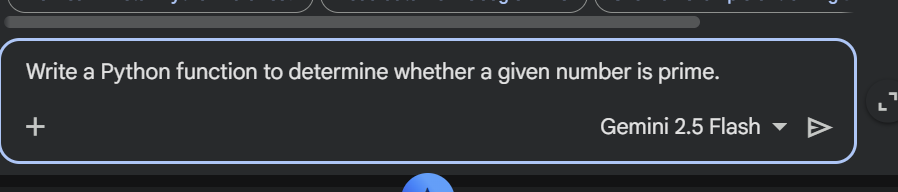 Write a Python function to determine whether a given number is prime.
Gemini 2.5 Flash